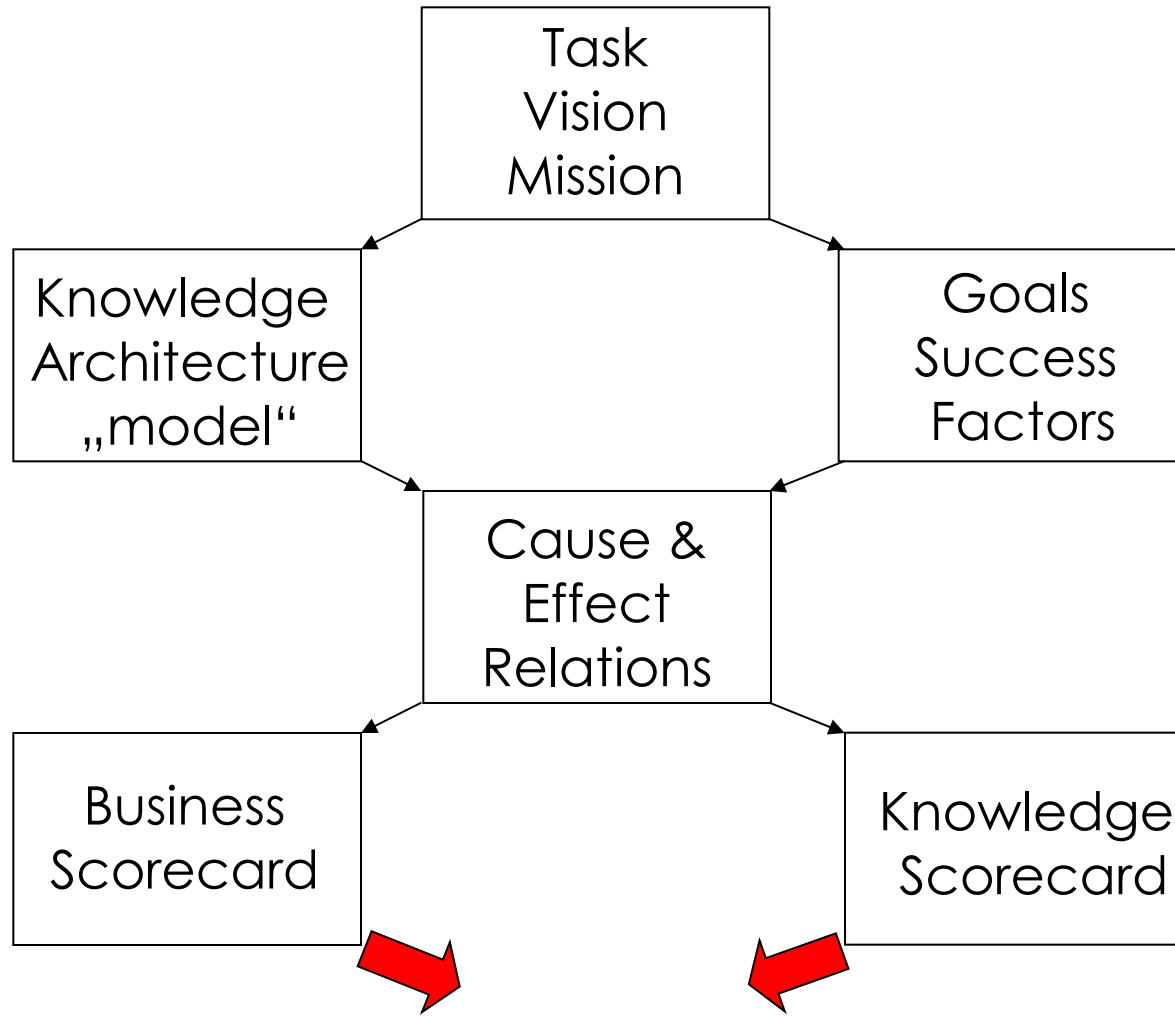 Task
Vision
Mission
Knowledge
Architecture
„model“
Goals
Success
Factors
Cause &
Effect
Relations
Business
Scorecard
Knowledge
Scorecard